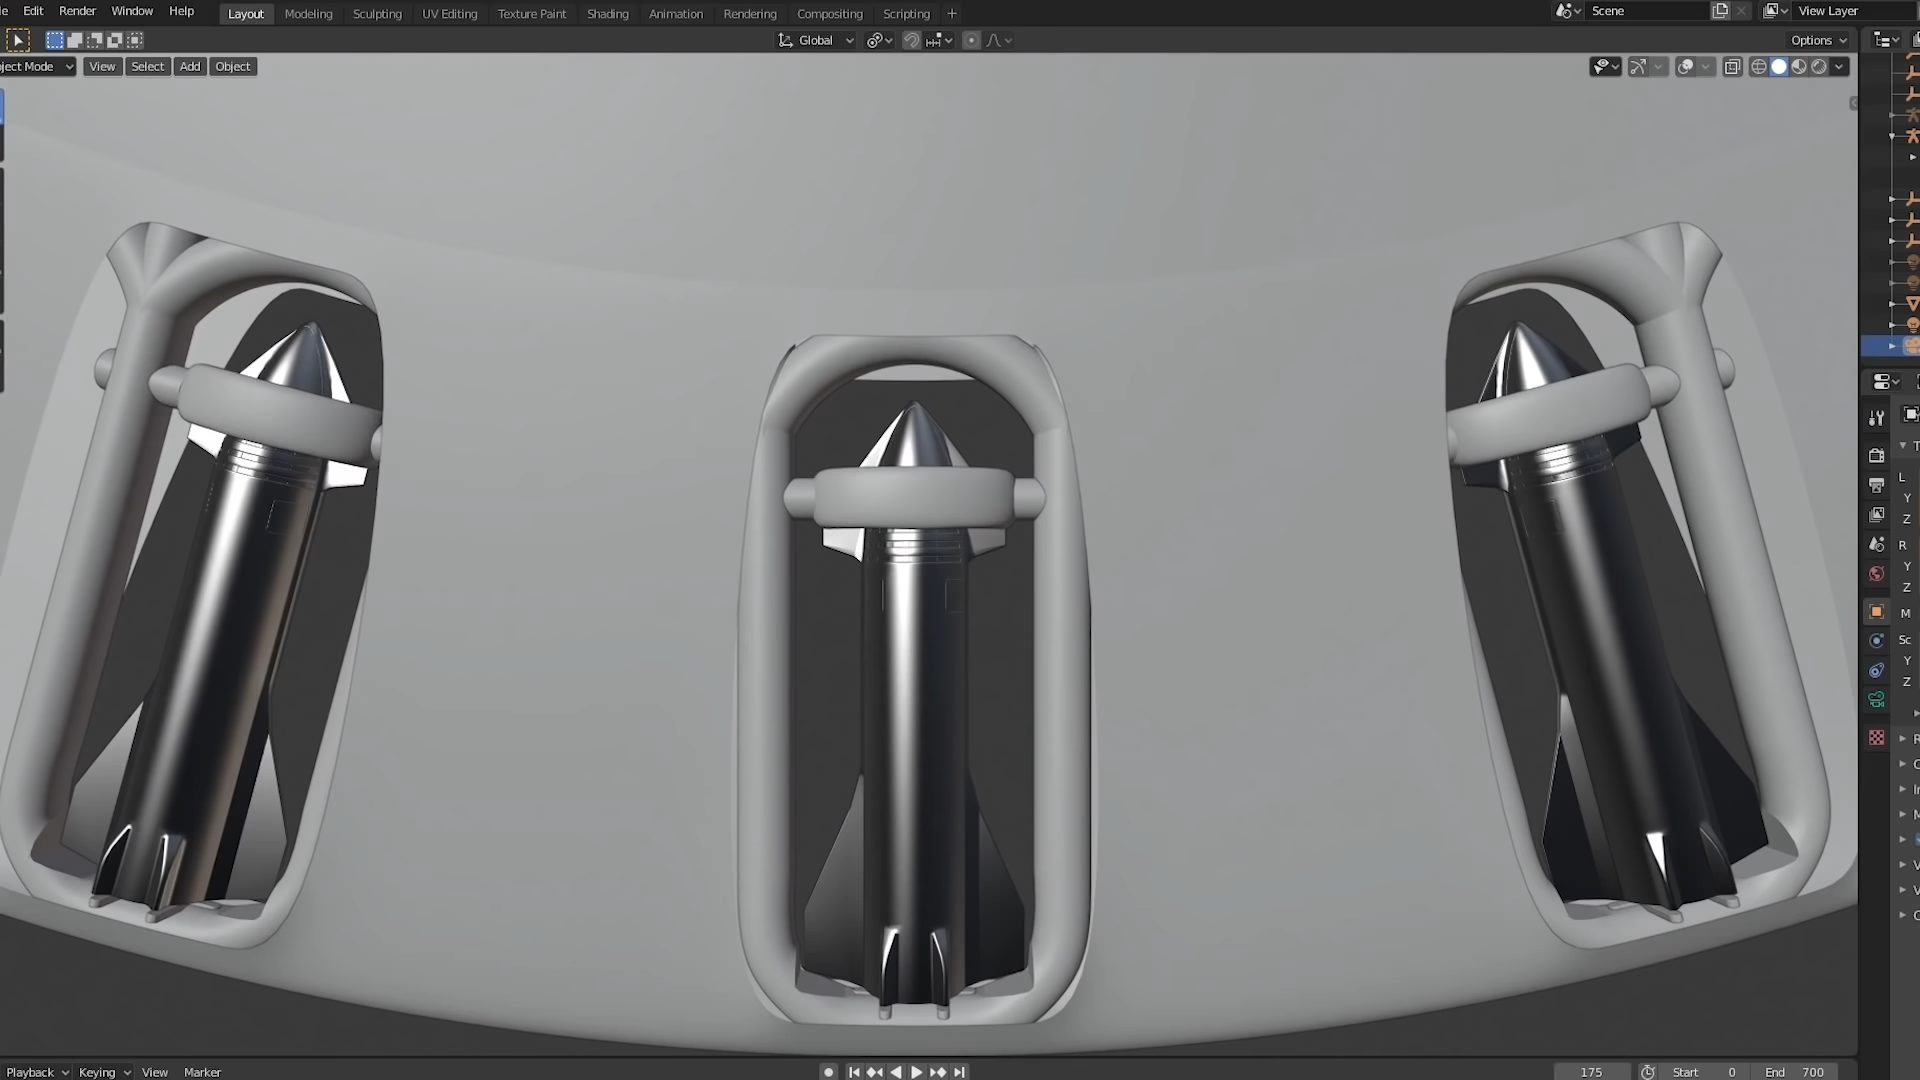 Edit Render Window Help Layout Modeling Sculpting UV Editing Texture Paint Shading Animation Rendering Compositing Scripting + Scene View Layer
Global Options
ject Mode View Select Add Object
L
Y
Z
R
Y
Z
M
Sc
Y
Z
Playback Keying View Marker 175 Start 0 End 700